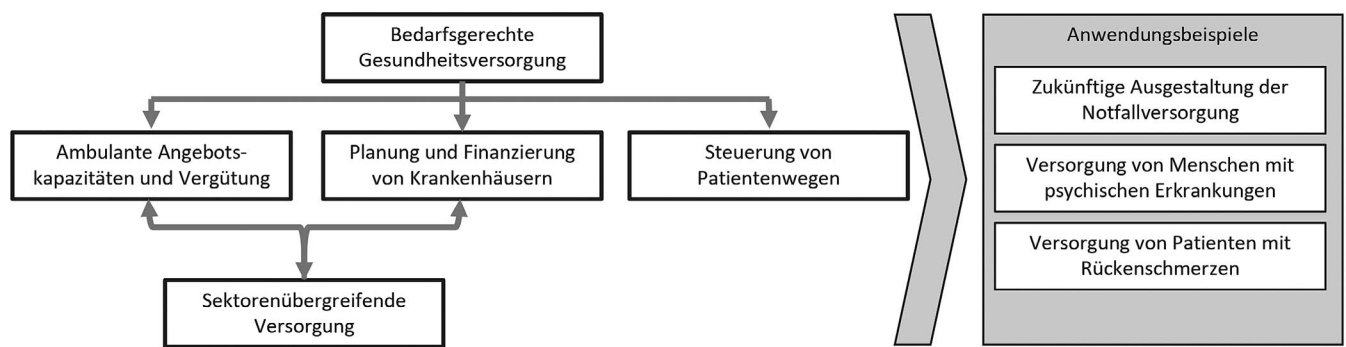 Bedarfsgerechte
Gesundheitsversorgung
Ambulante Angebots-
kapazitäten und Vergütung
Planung und Finanzierung
von Krankenhäusern
Steuerung von
Patientenwegen
Sektorenübergreifende
Versorgung
Anwendungsbeispiele
Zukünftige Ausgestaltung der
Notfallversorgung
Versorgung von Menschen mit
psychischen Erkrankungen
Versorgung von Patienten mit
Rückenschmerzen